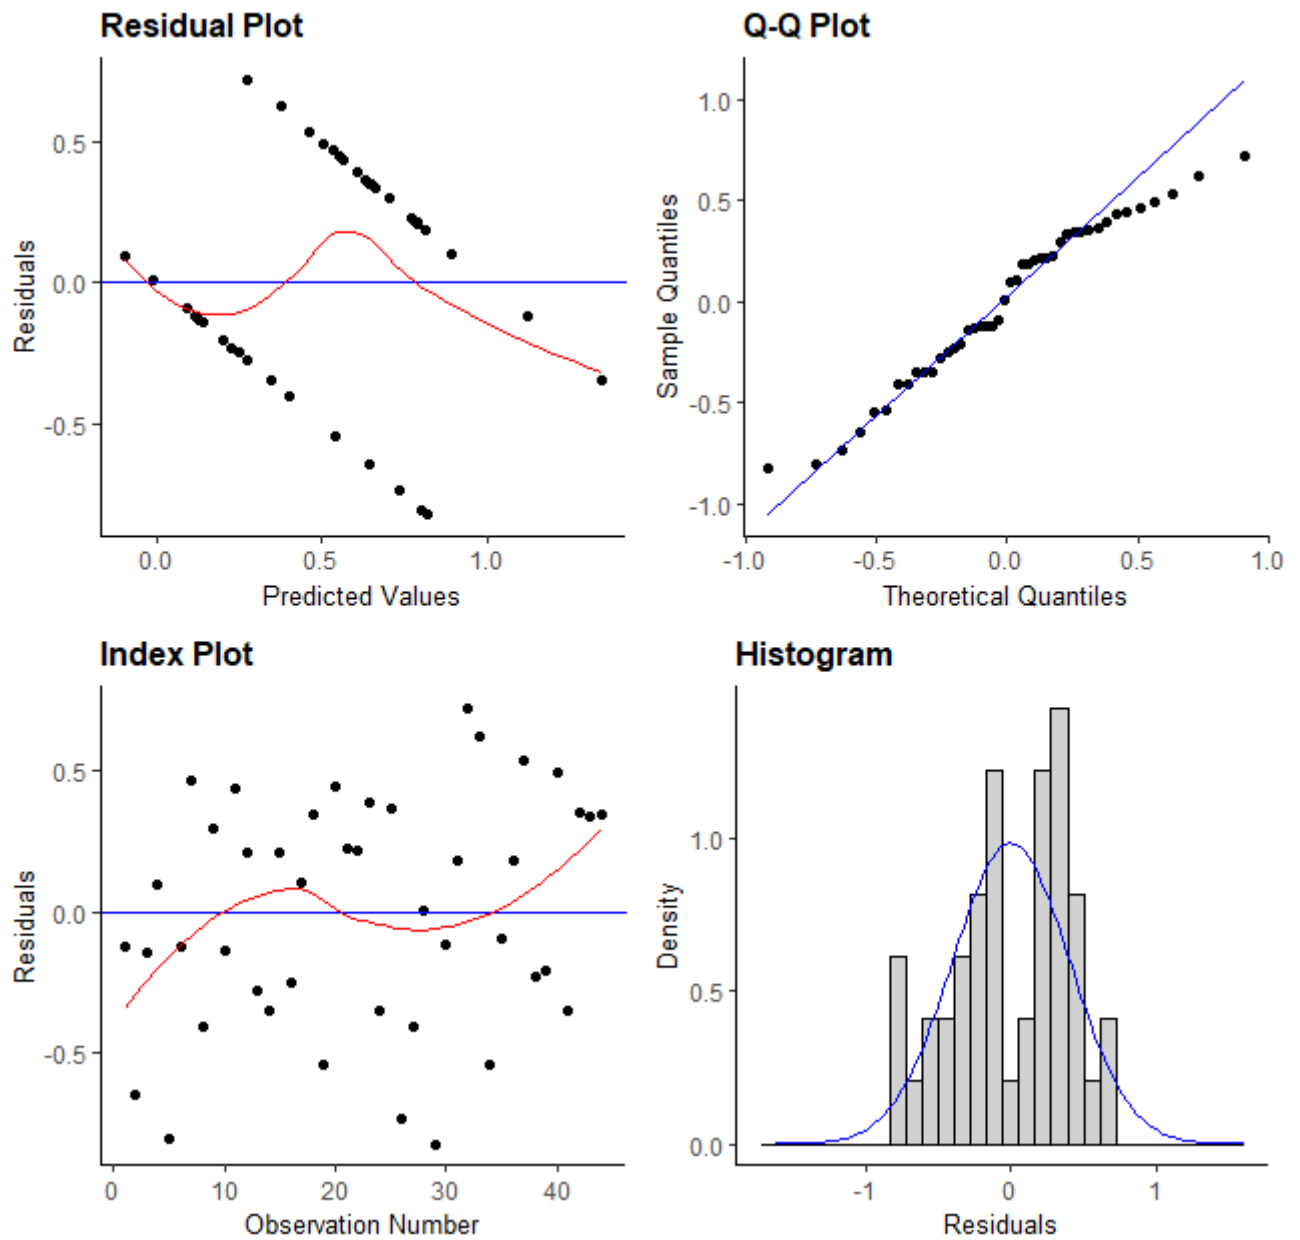 Residual Plot
0.5
0.0
-0.5
Residuals
0.0 0.5 1.0
Predicted Values
Q-Q Plot
1.0
0.5
0.0
-0.5
-1.0
Sample Quantiles
-1.0 -0.5 0.0 0.5 1.0
Theoretical Quantiles
Index Plot
0.5
0.0
-0.5
Residuals
0 10 20 30 40
Observation Number
Histogram
1.0
0.5
0.0
Density
-1 0 1
Residuals